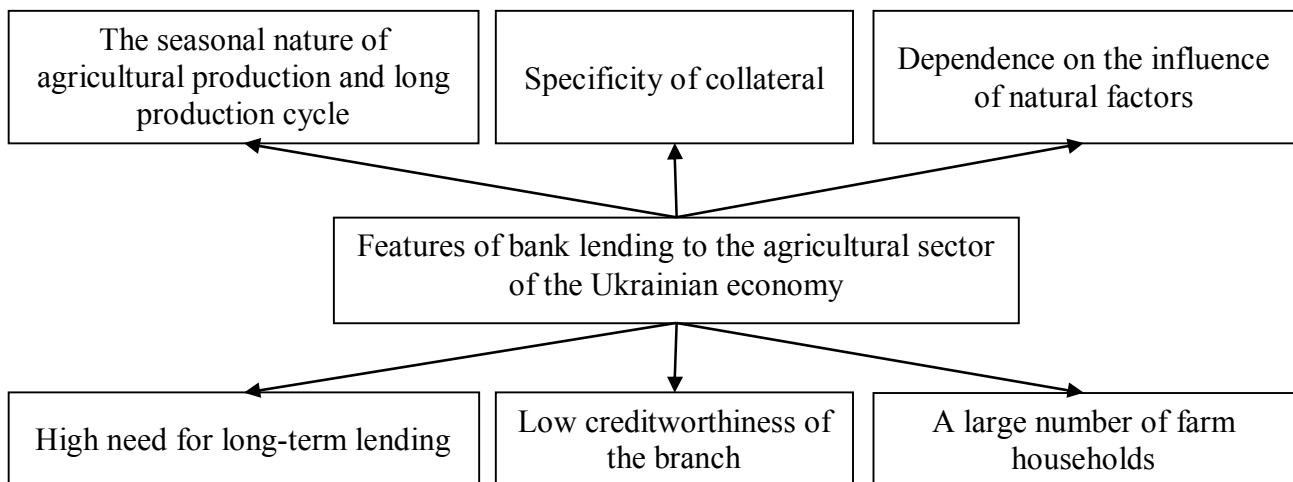 The seasonal nature of
agricultural production and long
production cycle
Specificity of collateral
Dependence on the influence
of natural factors
Features of bank lending to the agricultural sector
of the Ukrainian economy
High need for long-term lending
Low creditworthiness of
the branch
A large number of farm
households